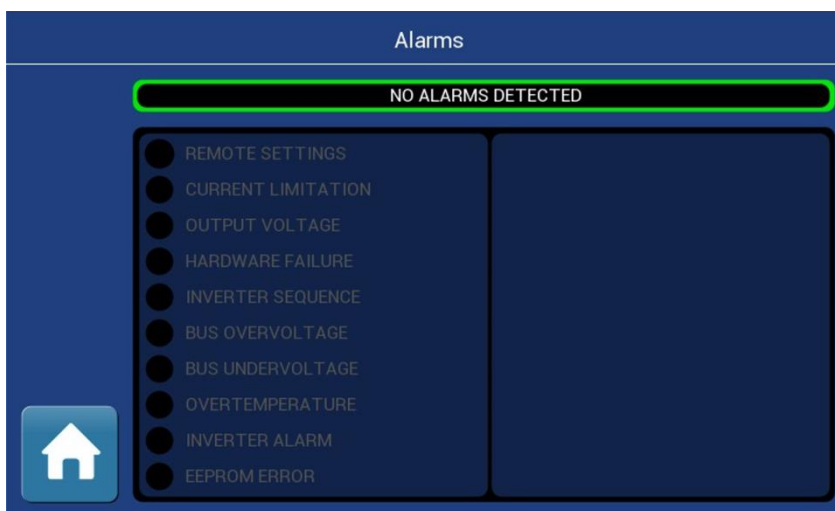 Alarms
NO ALARMS DETECTED
REMOTE SETTINGS
CURRENT LIMITATION
OUTPUT VOLTAGE
HARDWARE FAILURE
INVERTER SEQUENCE
BUS OVERVOLTAGE
BUS UNDERVOLTAGE
OVERTEMPERATURE
INVERTER ALARM
EEPROM ERROR